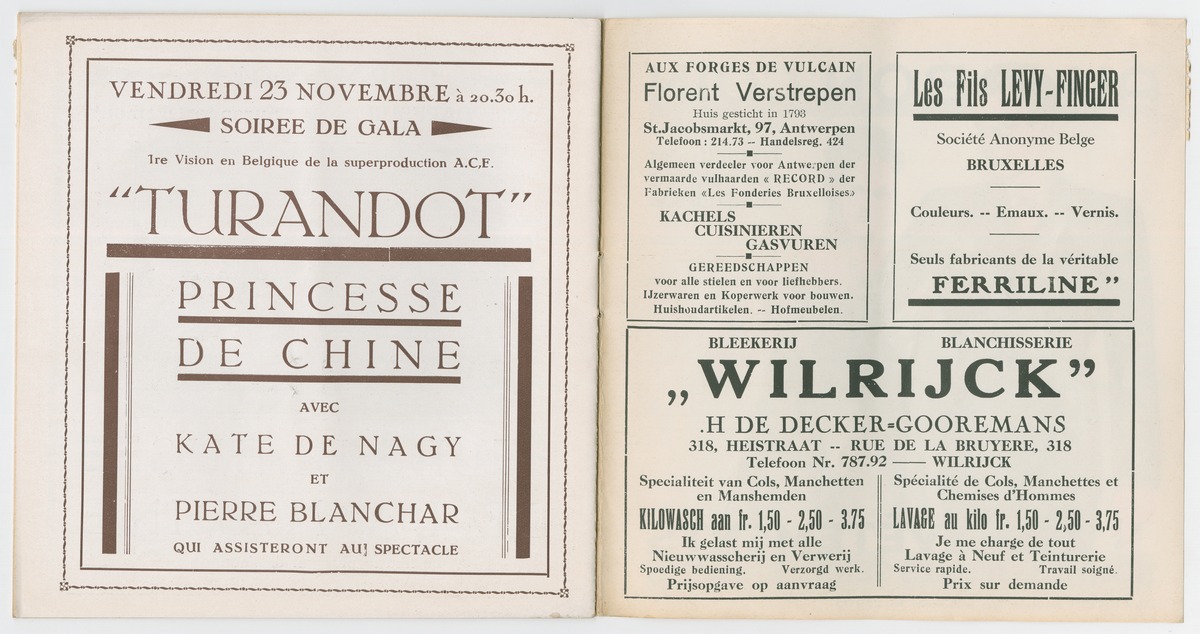 VENDREDI 23 NOVEMBRE à 20.30 h.
SOIREE DE GALA
1re Vision en Belgique de la superproduction A.C.E.
“TURANDOT”
PRINCESSE
DE CHINE
AVEC
KATE DE NAGY
ET
PIERRE BLANCHAR
QUI ASSISTERONT AU SPECTACLE
AUX FORGES DE VULCAIN
Florent Verstrepen
Huis gesticht in 1793
St.Jacobsmarkt, 97, Antwerpen
Telefoon : 214.73 -- Handelsreg. 424
Algemeen verdeeler voor Antwerpen der
vermaarde vulhaarden « RECORD » der
Fabrieken «Les Fonderies Bruxelloises»
KACHELS
CUISINIEREN
GASVUREN
GEREEDSCHAPPEN
voor alle stielen en voor liefhebbers.
IJzerwaren en Koperwerk voor bouwen.
Huishoudartikelen. -- Hofmeubelen.
Les Fils LEVY-FINGER
Société Anonyme Belge
BRUXELLES
Couleurs. -- Emaux. -- Vernis.
Seuls fabricants de la véritable
FERRILINE”
BLEEKERIJ BLANCHISSERIE
„WILRIJCK”
.H DE DECKER=GOOREMANS
318, HEISTRAAT -- RUE DE LA BRUYERE, 318
Telefoon Nr. 787.92 —— WILRIJCK
Specialiteit van Cols, Manchetten
en Manshemden
KILOWASCH aan fr. 1,50 - 2,50 - 3.75
Ik gelast mij met alle
Nieuwwasscherij en Verwerij
Spoedige bediening. Verzorgd werk.
Prijsopgave op aanvraag
Spécialité de Cols, Manchettes et
Chemises d’Hommes
LAVAGE au kilo fr. 1,50 - 2,50 - 3,75
Je me charge de tout
Lavage à Neuf et Teinturerie
Service rapide. Travail soigné.
Prix sur demande